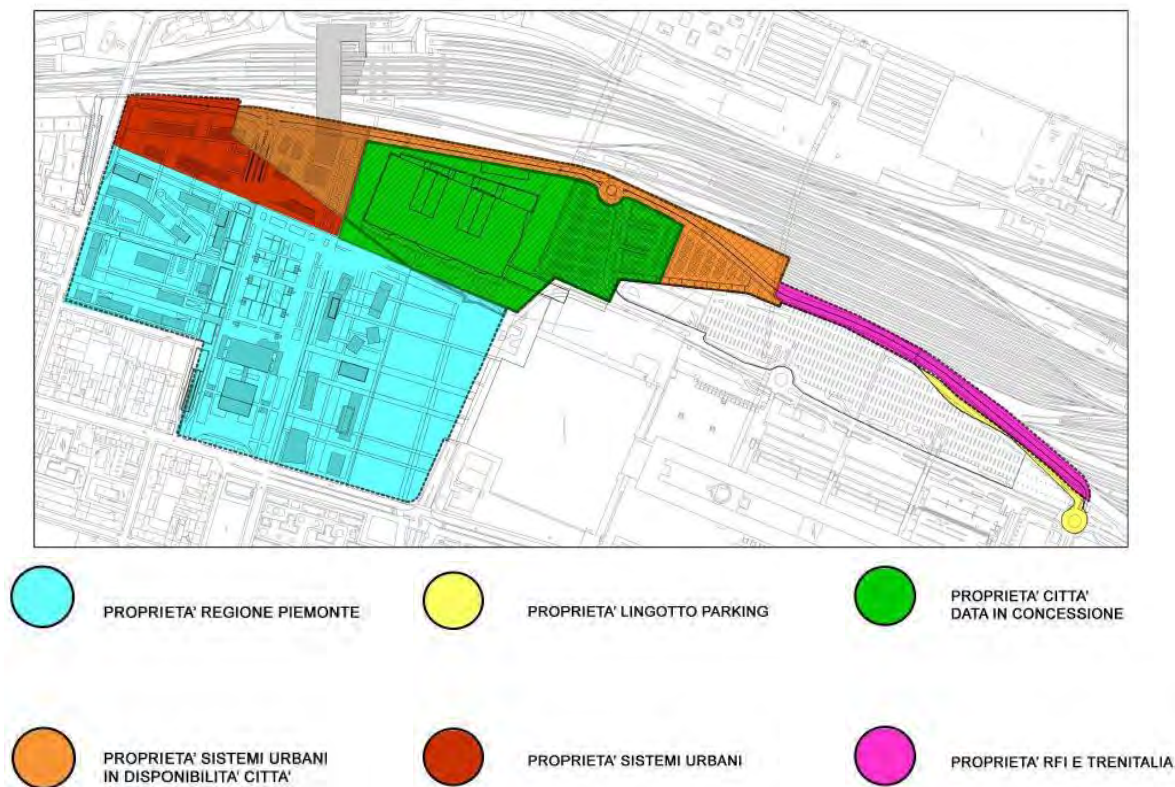 PROPRIETA' REGIONE PIEMONTE
PROPRIETA' LINGOTTO PARKING
PROPRIETA' CITTA'
DATA IN CONCESSIONE
PROPRIETA' SISTEMI URBANI
IN DISPONIBILITA' CITTA'
PROPRIETA' SISTEMI URBANI
PROPRIETA' RFI E TRENITALIA